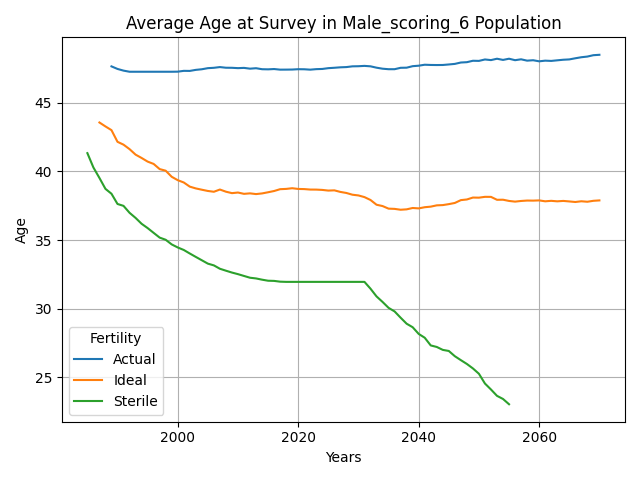 Average Age at Survey in Male_scoring_6 Population
Age
45
40
35
30
25
Fertility
Actual
Ideal
Sterile
2000 2020 2040 2060
Years